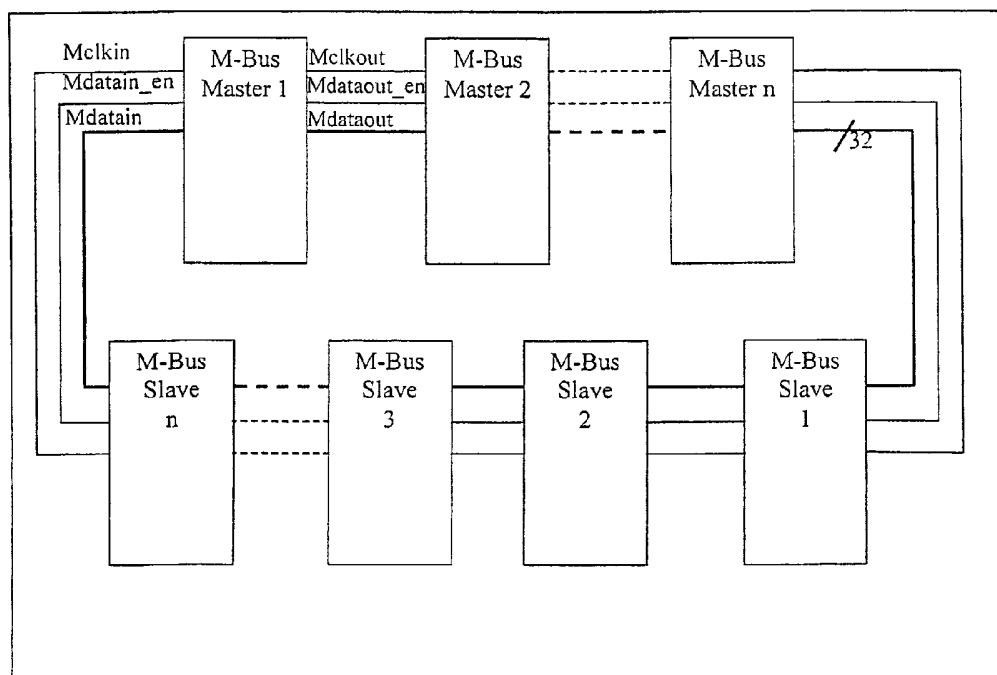 Mclkin
Mdatain_en
Mdatain
M-Bus
Master 1
Mclkout
Mdataout_en
Mdataout
M-Bus
Master 2
M-Bus
Master n
32
M-Bus
Slave
n
M-Bus
Slave
3
M-Bus
Slave
2
M-Bus
Slave
1